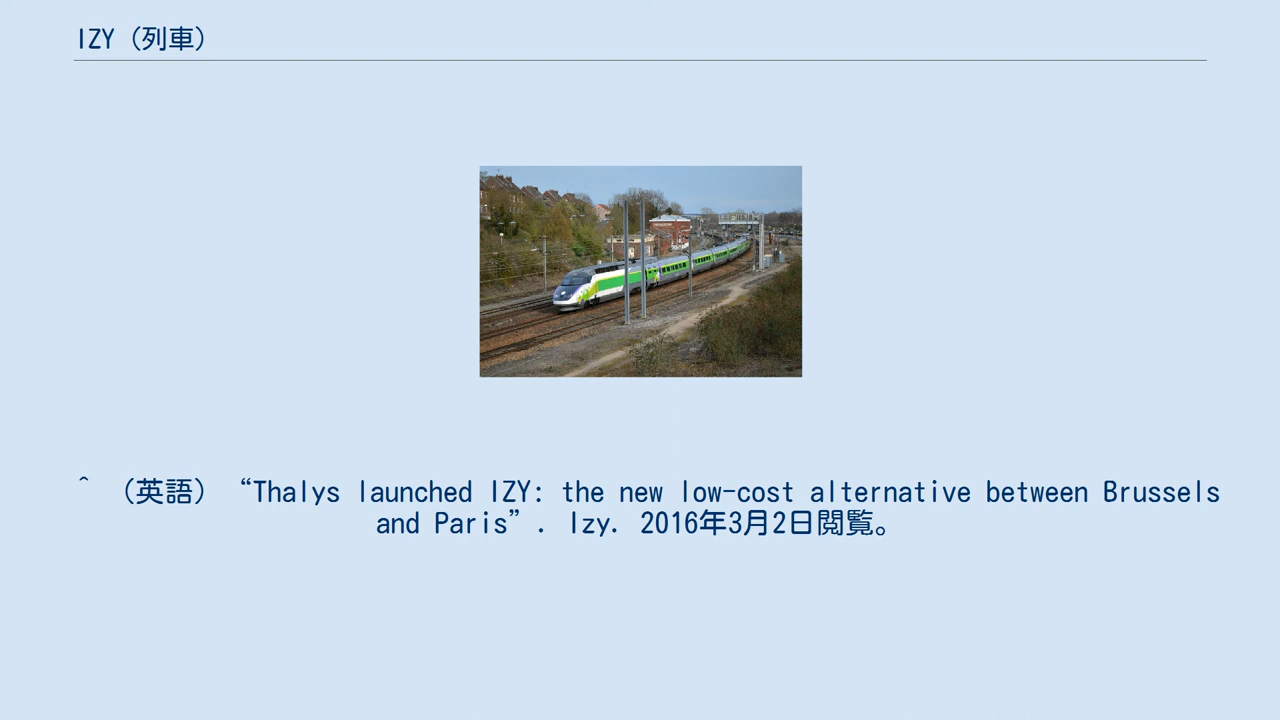 IZY（列車）
^ （英語） “Thalys launched IZY: the new low-cost alternative between Brussels
and Paris”. Izy. 2016年3月2日閲覧。